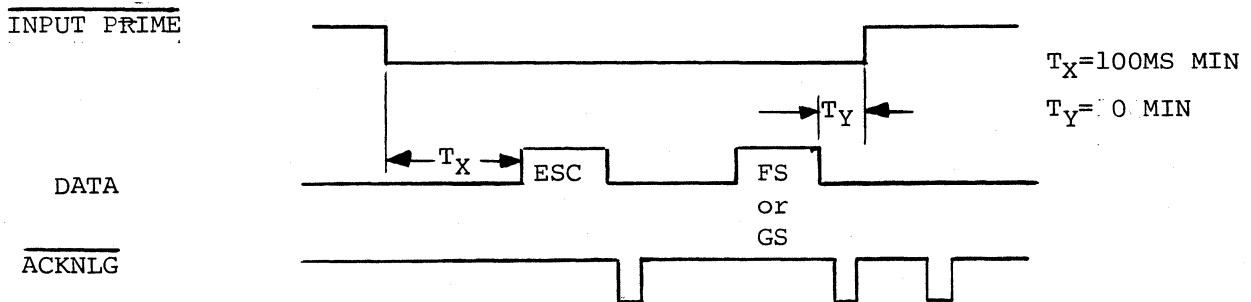 INPUT PRIME
TX=100MS MIN
TY= 0 MIN
TY
TX
ESC
FS
or
GS
DATA
ACKNLG